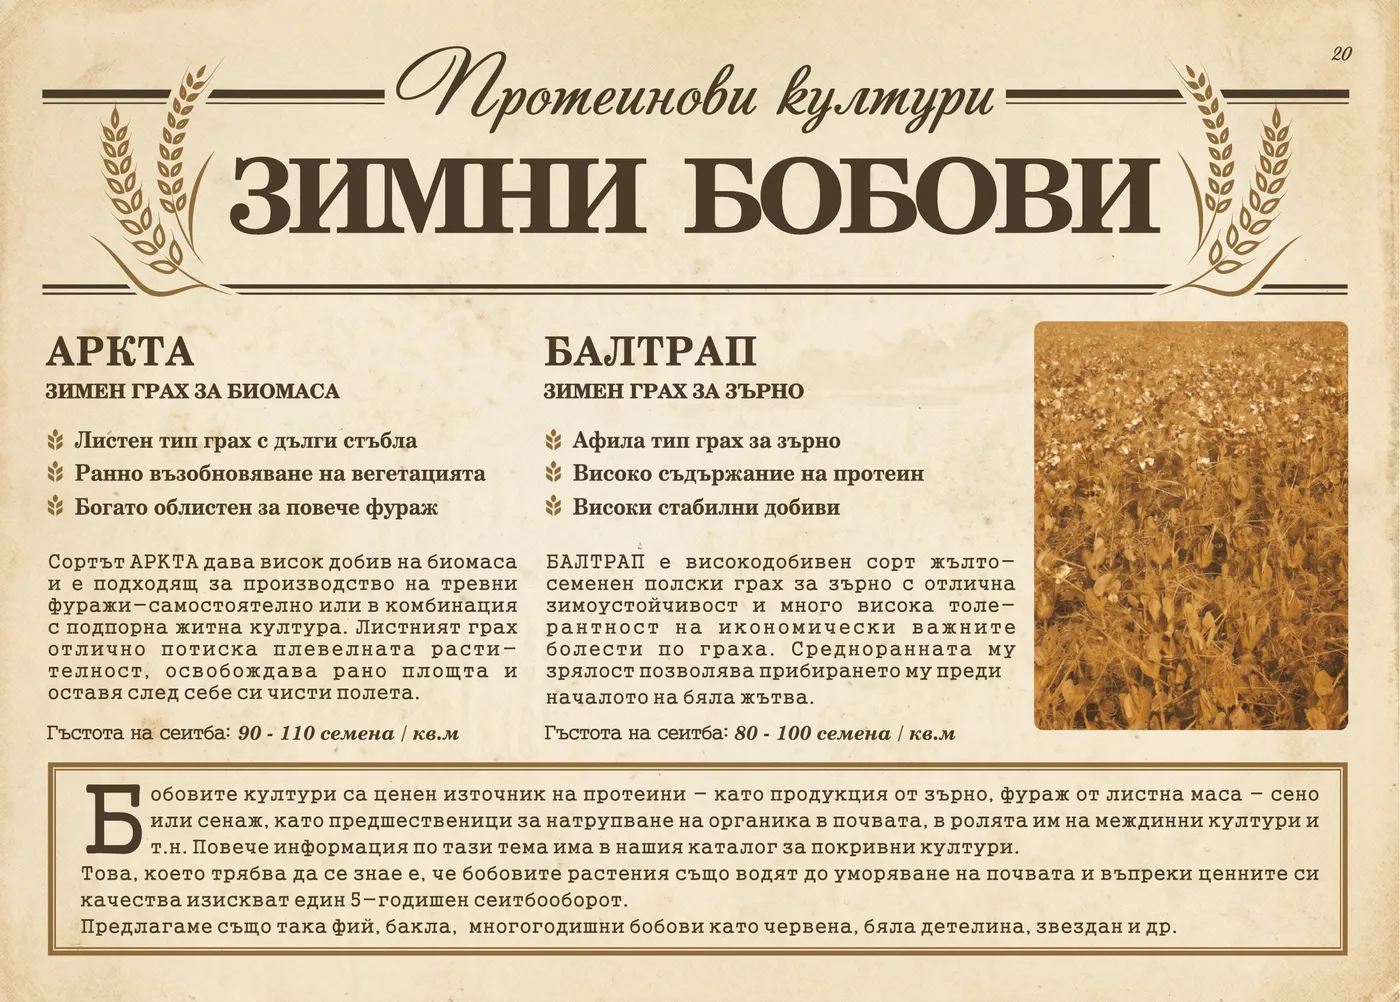 20
Протеинови култури
ЗИМНИ БОБОВИ
АРКТА
ЗИМЕН ГРАХ ЗА БИОМАСА
Листен тип грах с дълги стъбла
Ранно възобновяване на вегетацията
Богато облистен за повече фураж
Сортът АРКТА дава висок добив на биомаса
и е подходящ за производство на тревни
фуражи-самостоятелно или в комбинация
с подпорна житна култура. Листният грах
отлично потиска плевелната расти-
телност, освобождава рано площта и
оставя след себе си чисти полета.
Гъстота на сеитба: 90 - 110 семена / кв.м
БАЛТРАП
ЗИМЕН ГРАХ ЗА ЗЪРНО
Афила тип грах за зърно
Високо съдържание на протеин
Високи стабилни добиви
БАЛТРАП е високодобивен сорт жълто-
семенен полски грах за зърно с отлична
зимоустойчивост и много висока толе-
рантност на икономически важните
болести по граха. Средноранната му
зрялост позволява прибирането му преди
началото на бяла жътва.
Гъстота на сеитба: 80 - 100 семена / кв.м
Бобовите култури са ценен източник на протеини - като продукция от зърно, фураж от листна маса - сено
или сенаж, като предшественици за натрупване на органика в почвата, в ролята им на междинни култури и
т.н. Повече информация по тази тема има в нашия каталог за покривни култури.
Това, което трябва да се знае е, че бобовите растения също водят до уморяване на почвата и въпреки ценните си
качества изискват един 5-годишен сеитбооборот.
Предлагаме също така фий, бакла, многогодишни бобови като червена, бяла детелина, звездан и др.